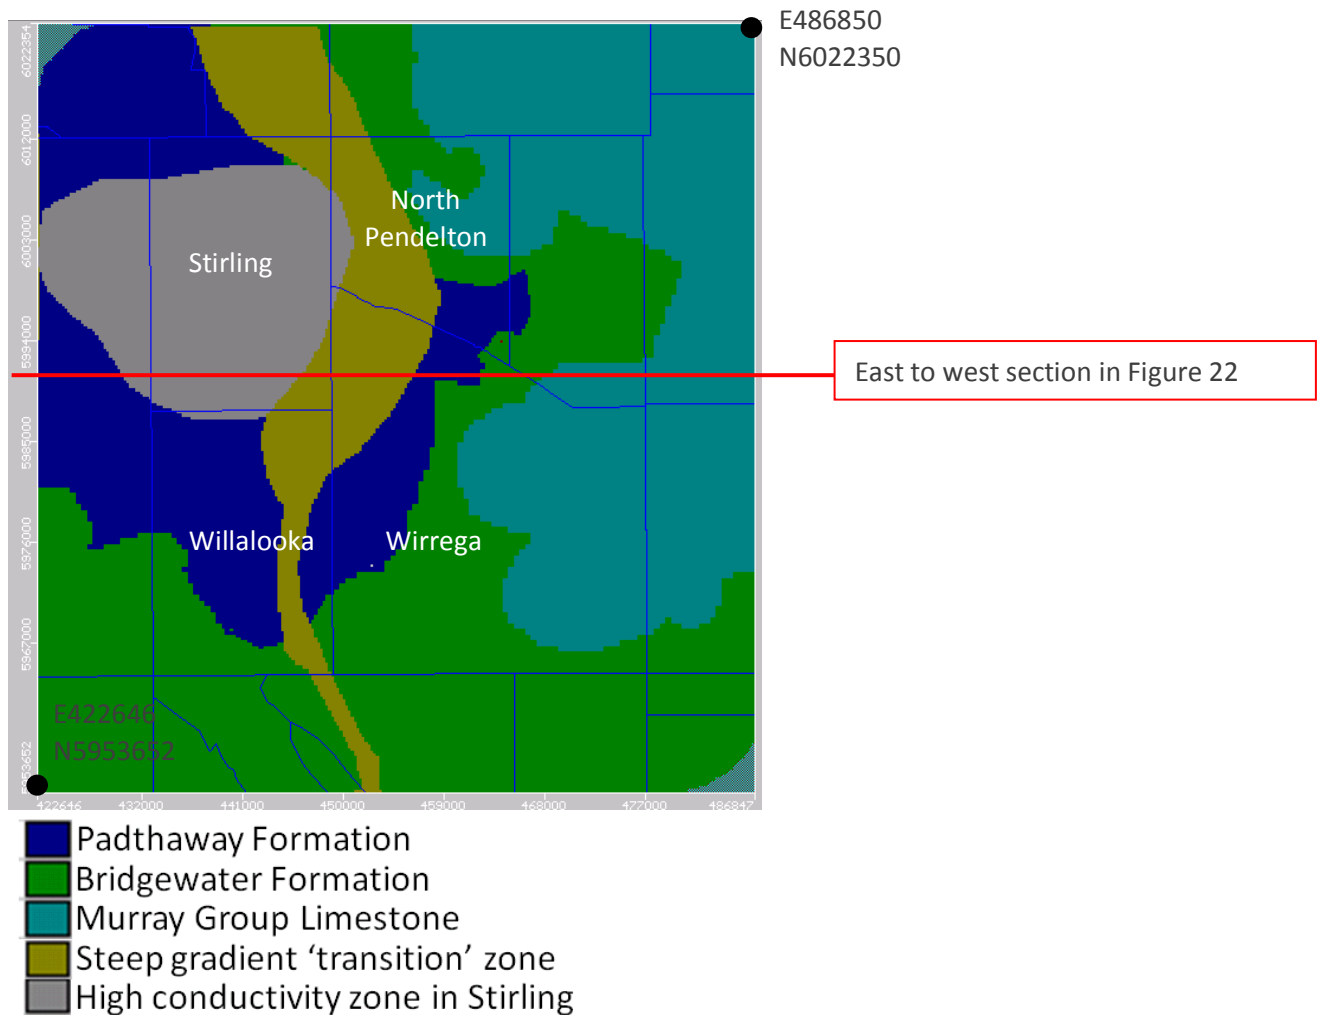 E486850
N6022350
6022354
6012000
6003000
5994000
5985000
5976000
5967000
5953652
North
Pendelton
Stirling
East to west section in Figure 22
Willalooka
Wirrega
E422646
N5953652
422646
432000
441000
450000
459000
468000
477000
486847
Padthaway Formation
Bridgewater Formation
Murray Group Limestone
Steep gradient ‘transition’ zone
High conductivity zone in Stirling